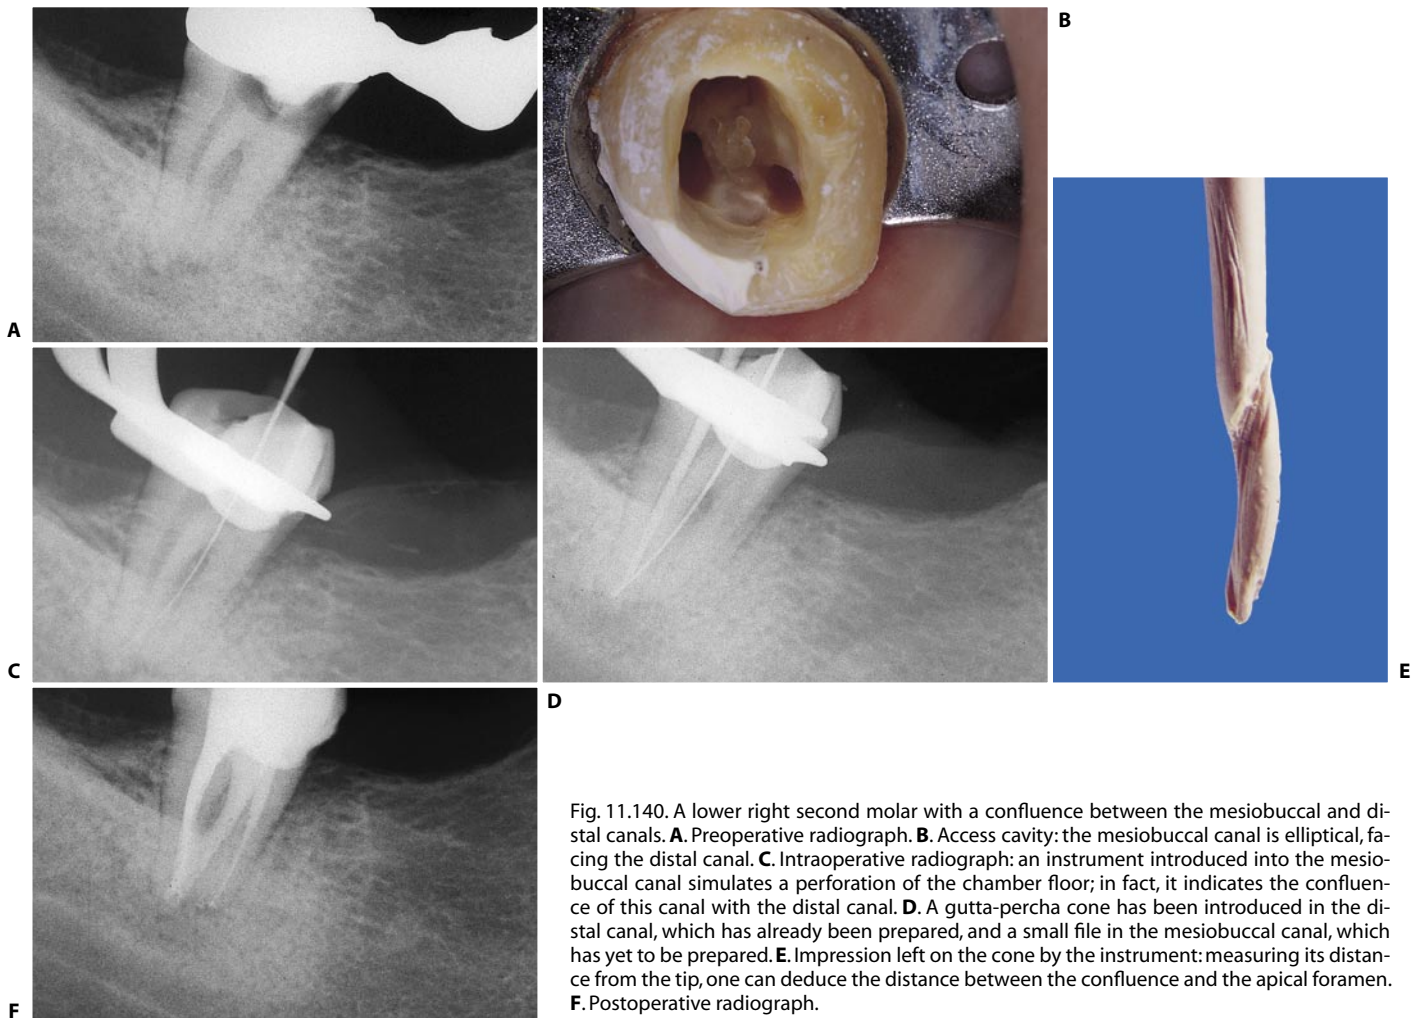 B
A
C
E
D
F
Fig. 11.140. A lower right second molar with a confluence between the mesiobuccal and di-
stal canals. A. Preoperative radiograph. B. Access cavity: the mesiobuccal canal is elliptical, fa-
cing the distal canal. C. Intraoperative radiograph: an instrument introduced into the mesio-
buccal canal simulates a perforation of the chamber floor; in fact, it indicates the confluen-
ce of this canal with the distal canal. D. A gutta-percha cone has been introduced in the di-
stal canal, which has already been prepared, and a small file in the mesiobuccal canal, which
has yet to be prepared. E. Impression left on the cone by the instrument: measuring its distan-
ce from the tip, one can deduce the distance between the confluence and the apical foramen.
F. Postoperative radiograph.